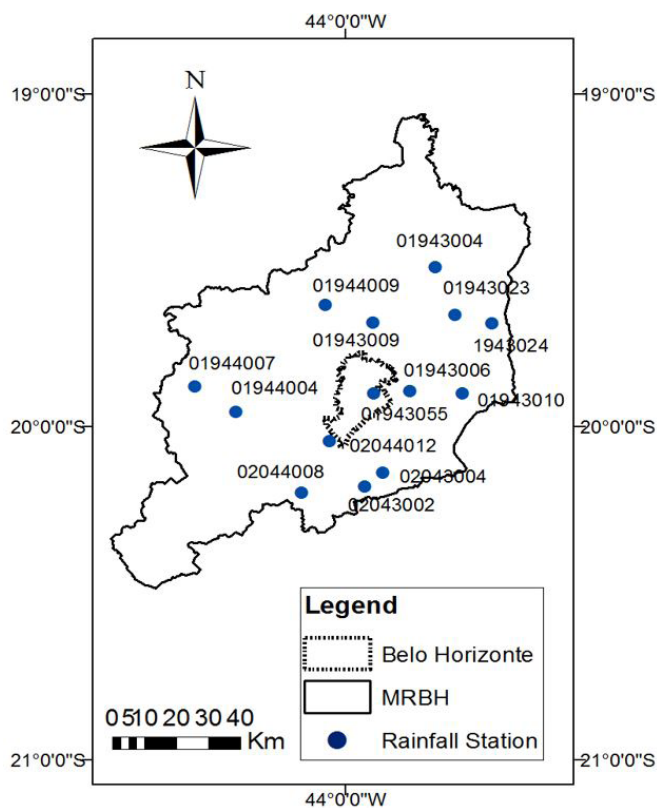 44°0'0"W
N
19°0'0"S
19°0'0"S
01943004
01944009
01943023
01943009
1943024
01944007
01943006
01944004
01943010
01943055
20°0'0"S
20°0'0"S
02044012
02044008
02043004
02043002
Legend
Belo Horizonte
MRBH
Rainfall Station
0 5 10 20 30 40
Km
21°0'0"S
21°0'0"S
44°0'0"W